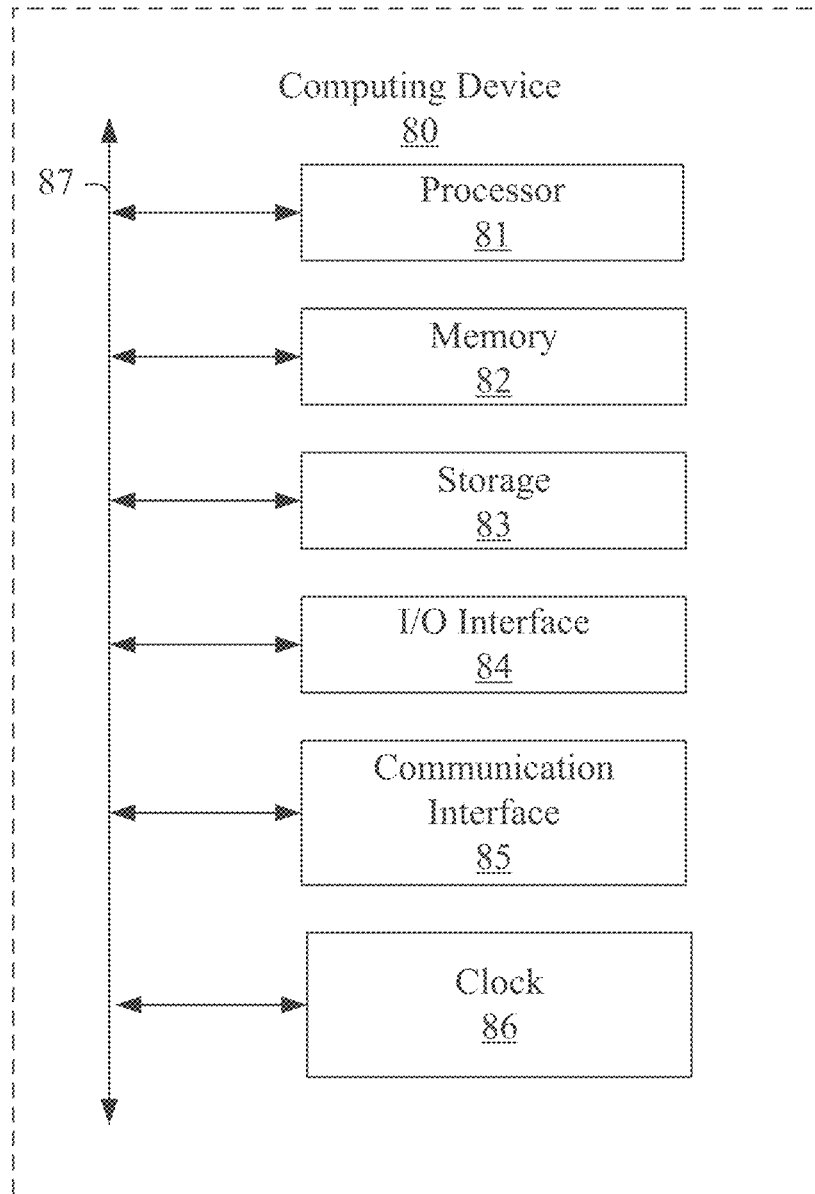 Computing Device
80
87
Processor
81
Memory
82
Storage
83
I/O Interface
84
Communication
Interface
85
Clock
86